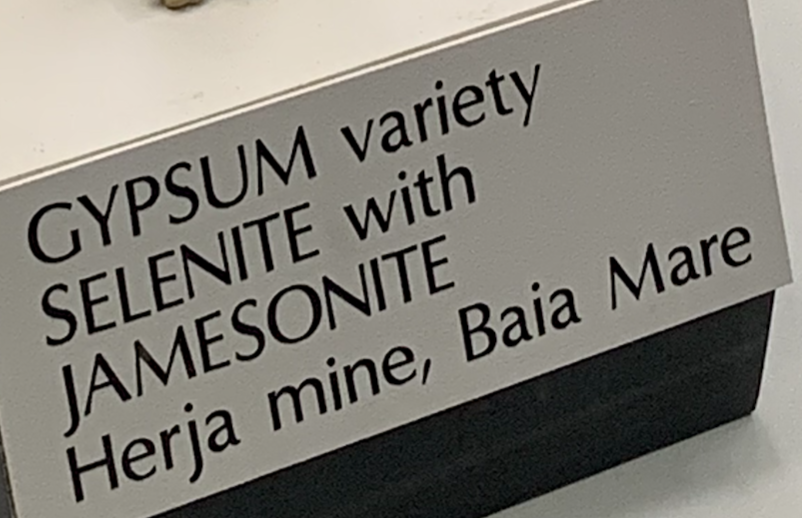 GYPSUM variety
SELENITE with
JAMESONITE
Herja mine, Baia Mare